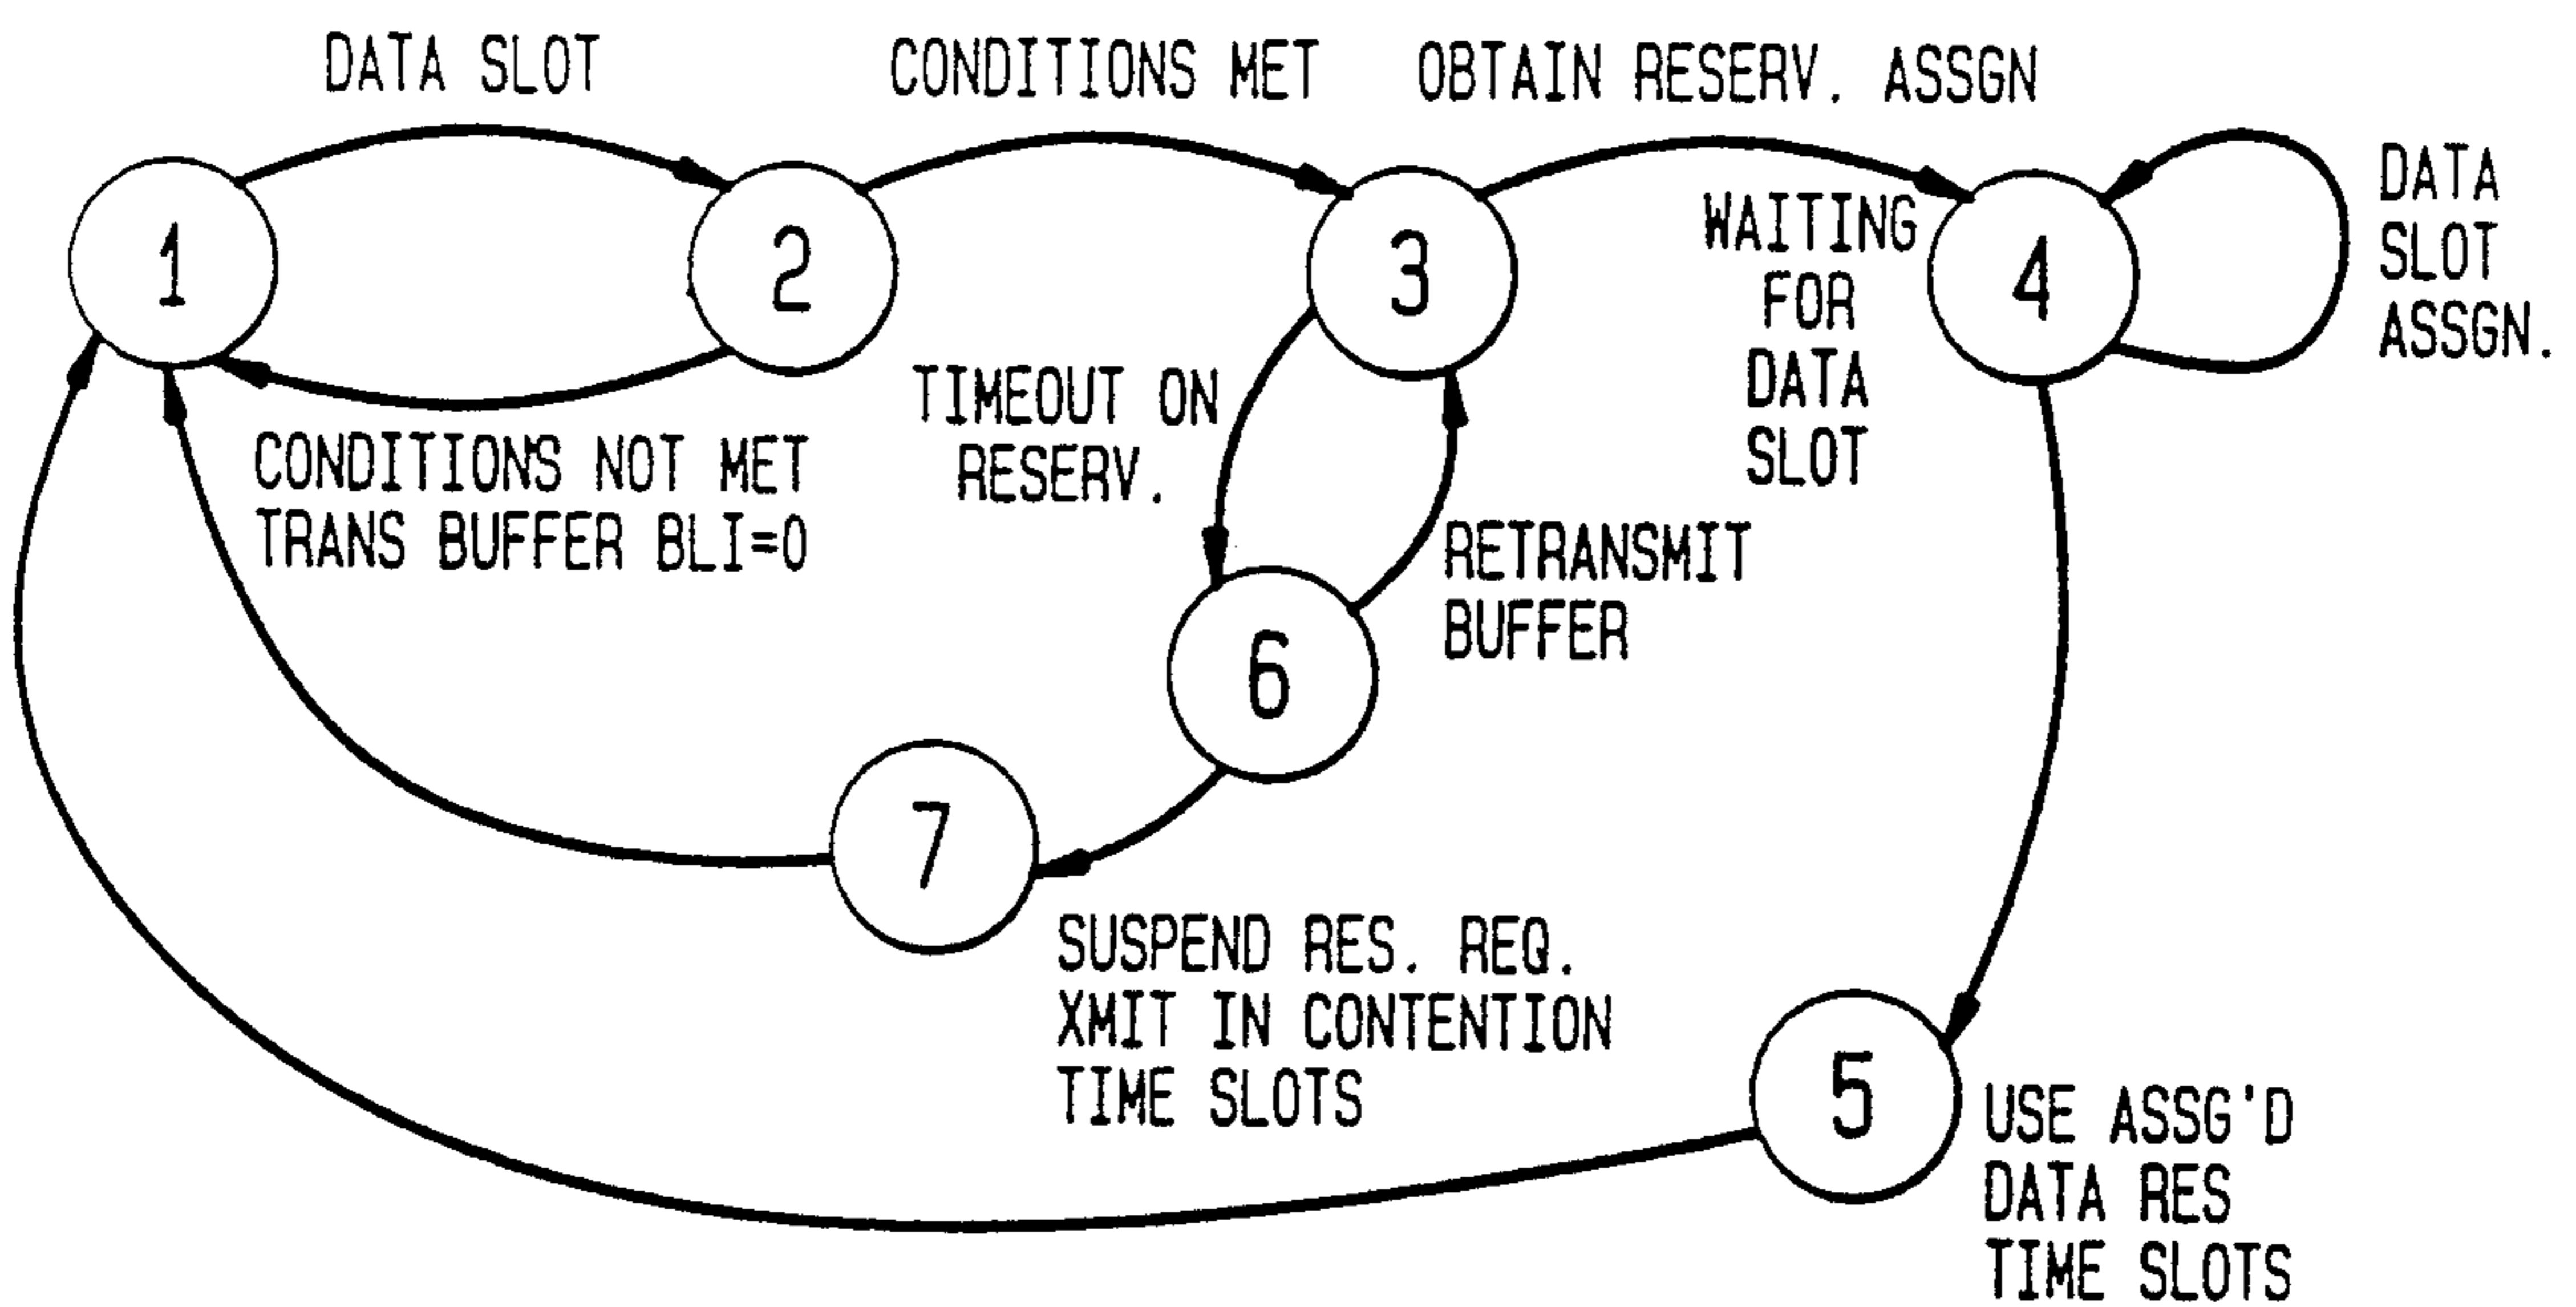 DATA SLOT
CONDITIONS MET
OBTAIN RESERV. ASSGN
1
2
3
WAITING
FOR
DATA
SLOT
4
DATA
SLOT
ASSGN.
CONDITIONS NOT MET
TRANS BUFFER BLI=0
TIMEOUT ON
RESERV.
RETRANSMIT
BUFFER
6
7
SUSPEND RES. REQ.
XMIT IN CONTENTION
TIME SLOTS
5
USE ASSG'D
DATA RES
TIME SLOTS